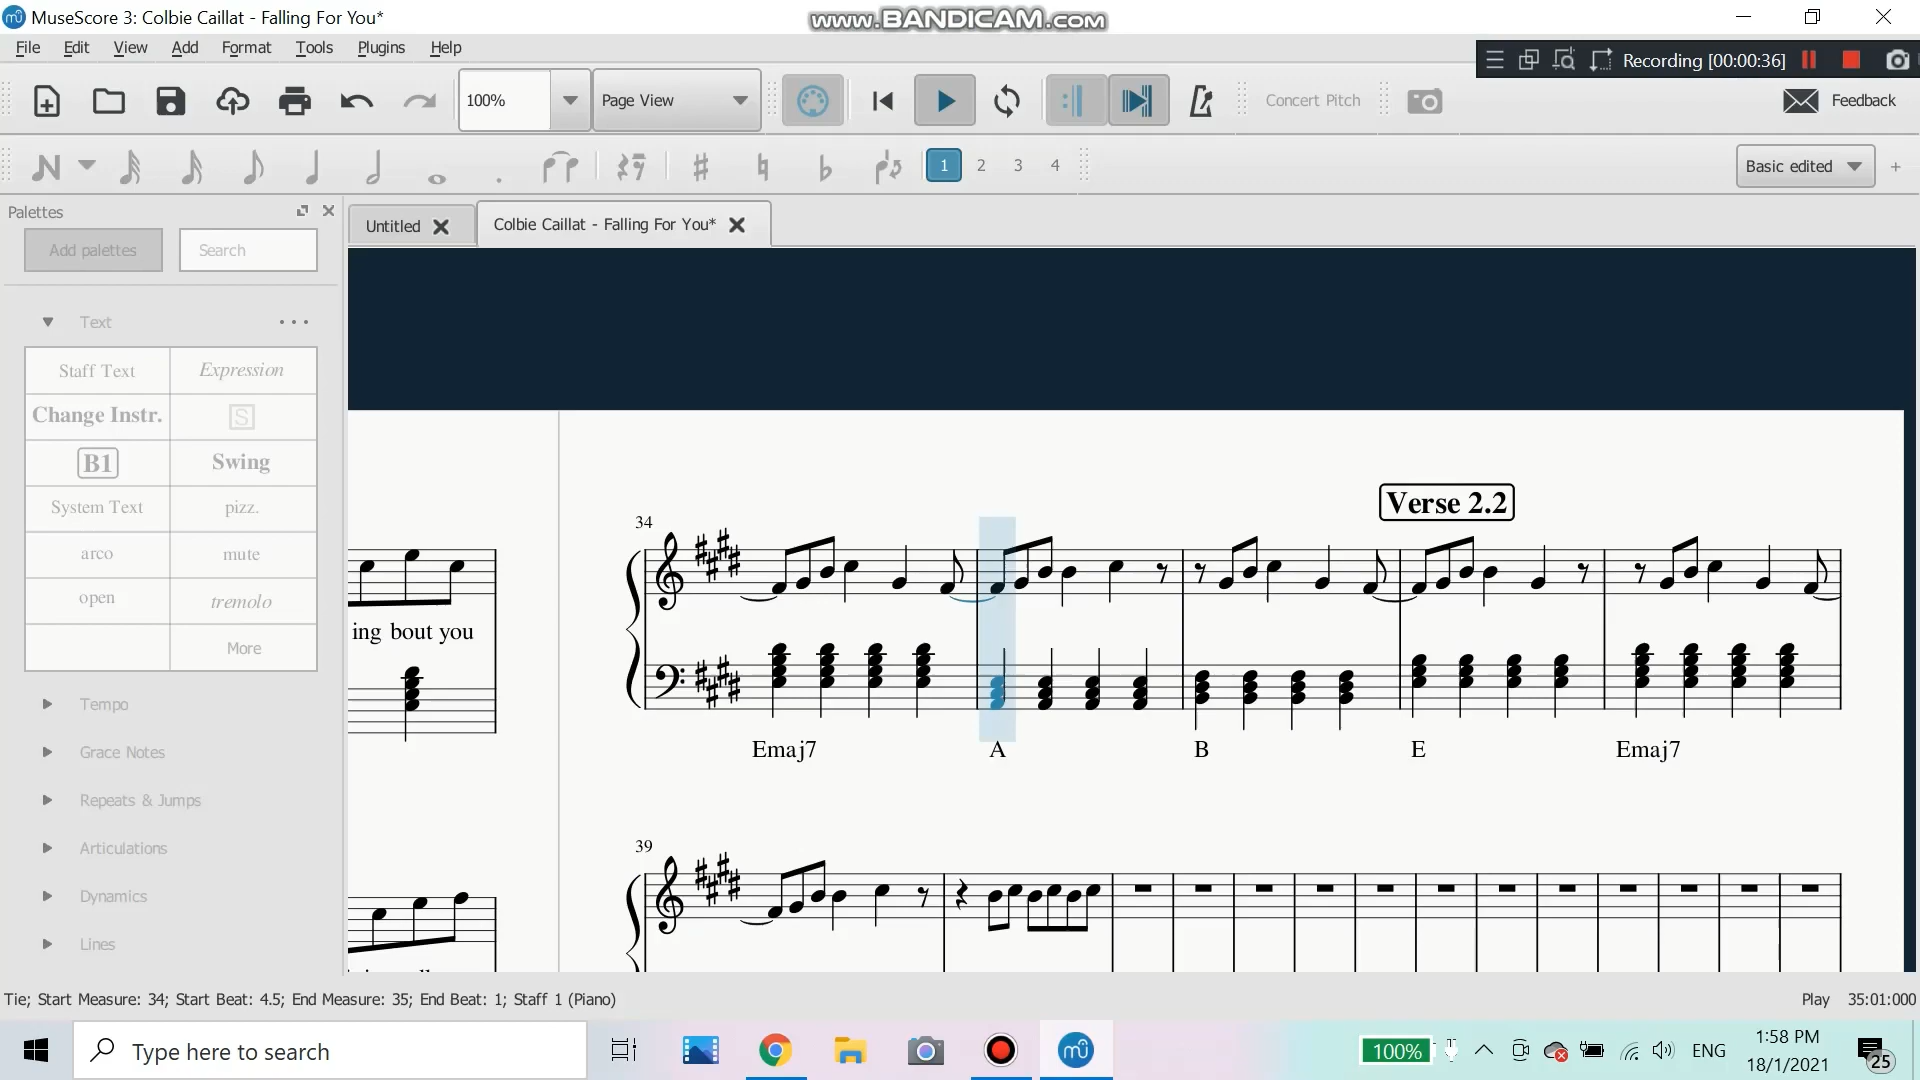 MuseScore 3: Colbie Caillat - Falling For You*
www.BANDICAM.com
File Edit View Add Format Tools Plugins Help
Recording [00:00:36]
100%
Page View
Concert Pitch
Feedback
1 2 3 4
Basic edited
Palettes
Untitled
Colbie Caillat - Falling For You*
Add palettes
Search
Text
Staff Text
Expression
Change Instr.
S
B1
Swing
System Text
pizz.
arco
mute
open
tremolo
More
Tempo
Grace Notes
Repeats & Jumps
Articulations
Dynamics
Lines
Verse 2.2
34
ing bout you
Emaj7 A B E Emaj7
39
Tie; Start Measure: 34; Start Beat: 4.5; End Measure: 35; End Beat: 1; Staff 1 (Piano)
Play 35:01:000
Type here to search
100%
ENG
1:58 PM
18/1/2021
25